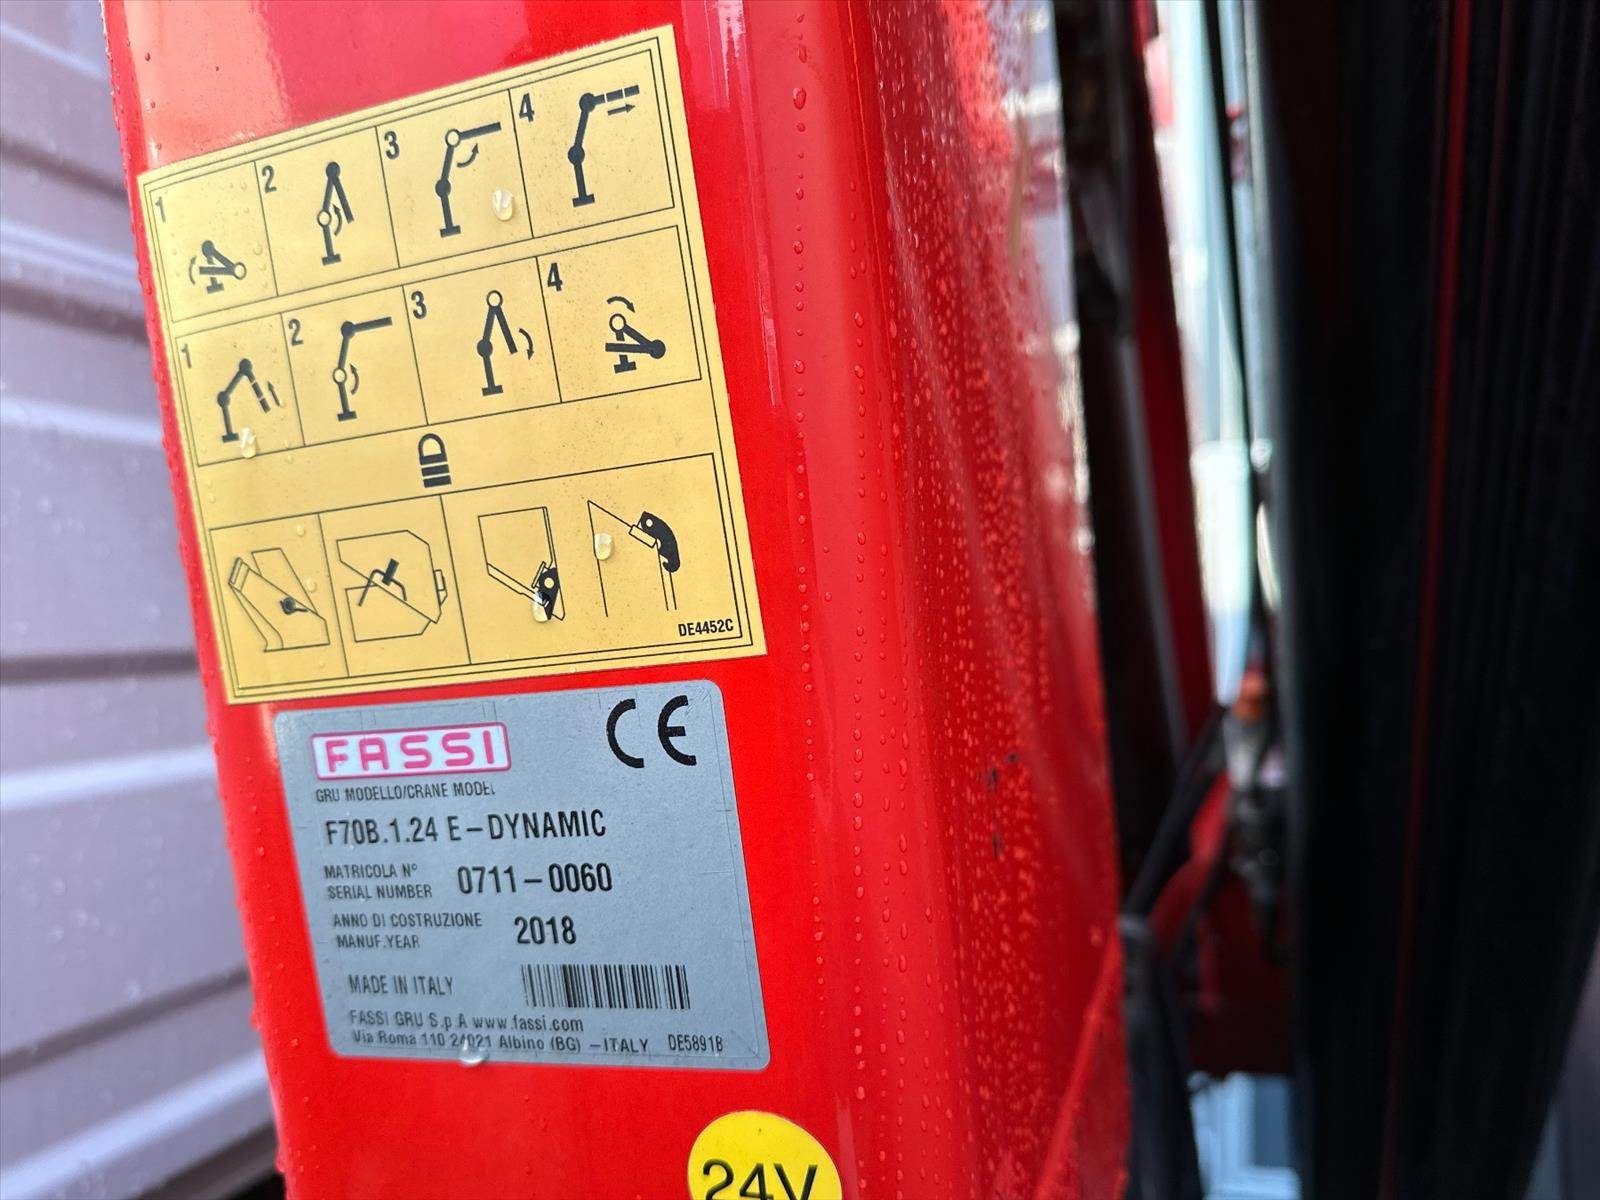 1 2 3 4
1 2 3 4
DE4452C
FASSI CE
GRU MODELLO/CRANE MODEL
F70B.1.24 E-DYNAMIC
MATRICOLA N° 0711-0060
SERIAL NUMBER
ANNO DI COSTRUZIONE 2018
MANUF.YEAR
MADE IN ITALY
FASSI GRU S.p.A www.fassi.com
Via Roma 110 24021 Albino (BG) -ITALY DE5891B
24V